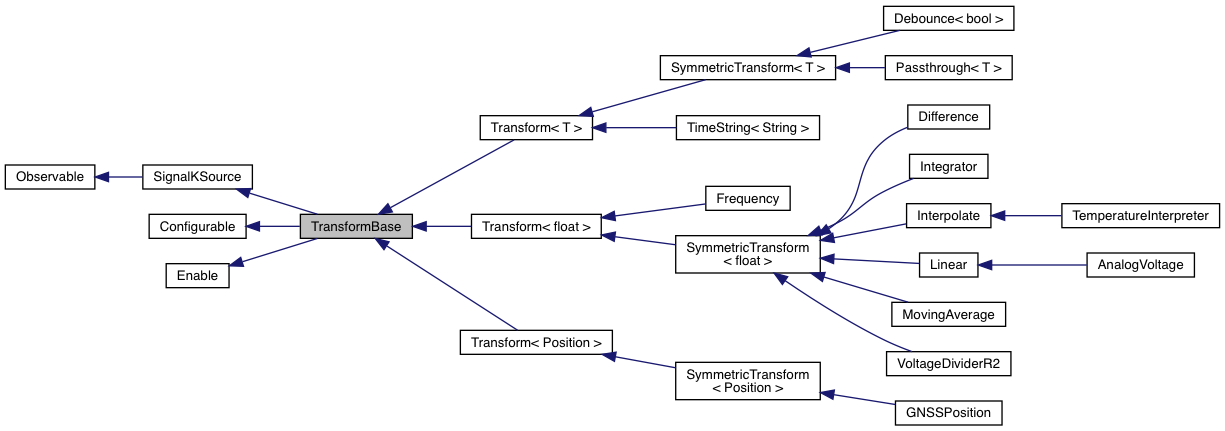 Debounce< bool >
SymmetricTransform< T >
Passthrough< T >
Difference
Transform< T >
TimeString< String >
Integrator
Observable
SignalKSource
Frequency
Interpolate
TemperatureInterpreter
Configurable
TransformBase
Transform< float >
SymmetricTransform
< float >
Linear
AnalogVoltage
Enable
MovingAverage
Transform< Position >
VoltageDividerR2
SymmetricTransform
< Position >
GNSSPosition